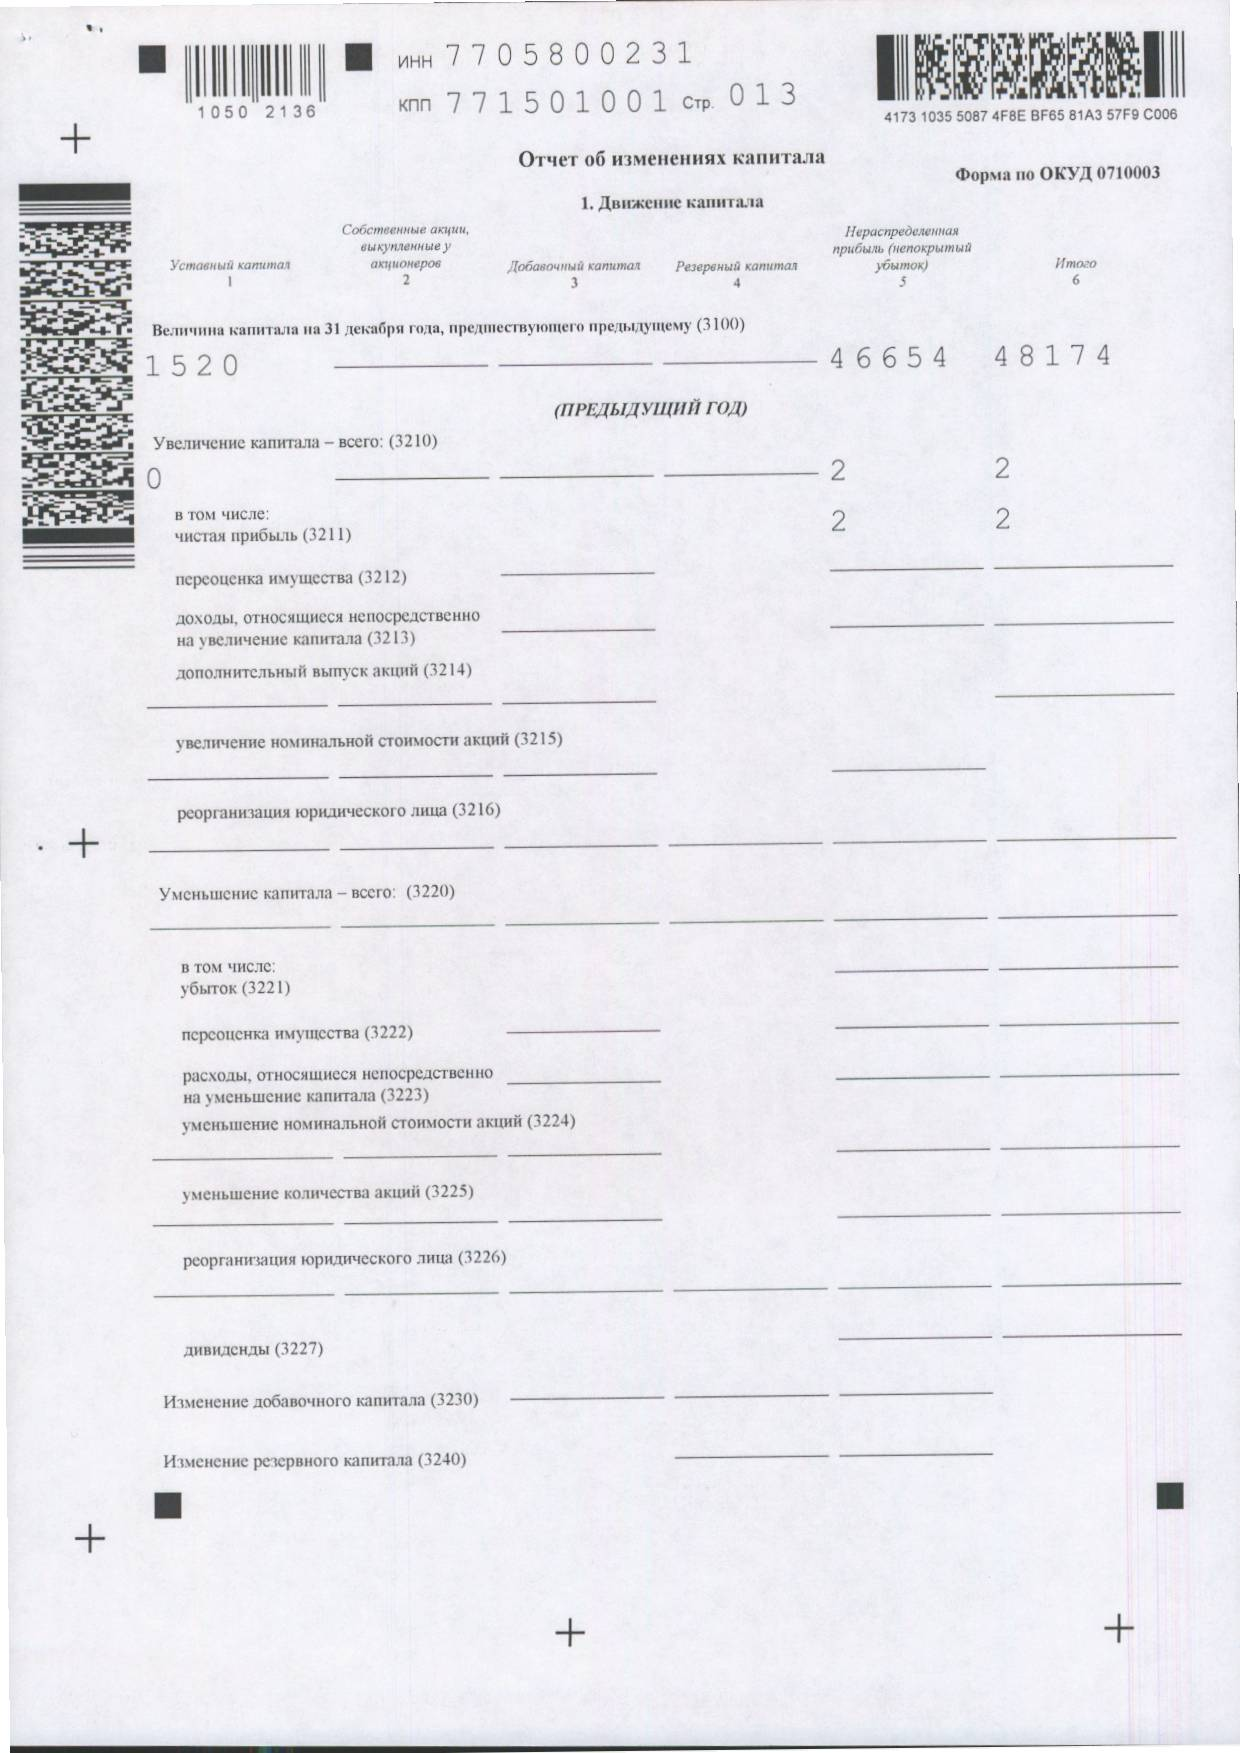 ИНН 7705800231
1050 2136
КПП 771501001 Стр. 013
4173 1035 5087 4F8E BF65 81A3 57F9 C006
Отчет об изменениях капитала
Форма по ОКУД 0710003
1. Движение капитала
Уставный капитал
1
Собственные акции,
выкупленные у
акционеров
2
Добавочный капитал
3
Резервный капитал
4
Нераспределенная
прибыль (непокрытый
убыток)
5
Итого
6
Величина капитала на 31 декабря года, предшествующего предыдущему (3100)
1520 46654 48174
(ПРЕДЫДУЩИЙ ГОД)
Увеличение капитала – всего: (3210)
0 2 2
в том числе:
чистая прибыль (3211) 2 2
переоценка имущества (3212)
доходы, относящиеся непосредственно
на увеличение капитала (3213)
дополнительный выпуск акций (3214)
увеличение номинальной стоимости акций (3215)
реорганизация юридического лица (3216)
Уменьшение капитала – всего: (3220)
в том числе:
убыток (3221)
переоценка имущества (3222)
расходы, относящиеся непосредственно
на уменьшение капитала (3223)
уменьшение номинальной стоимости акций (3224)
уменьшение количества акций (3225)
реорганизация юридического лица (3226)
дивиденды (3227)
Изменение добавочного капитала (3230)
Изменение резервного капитала (3240)